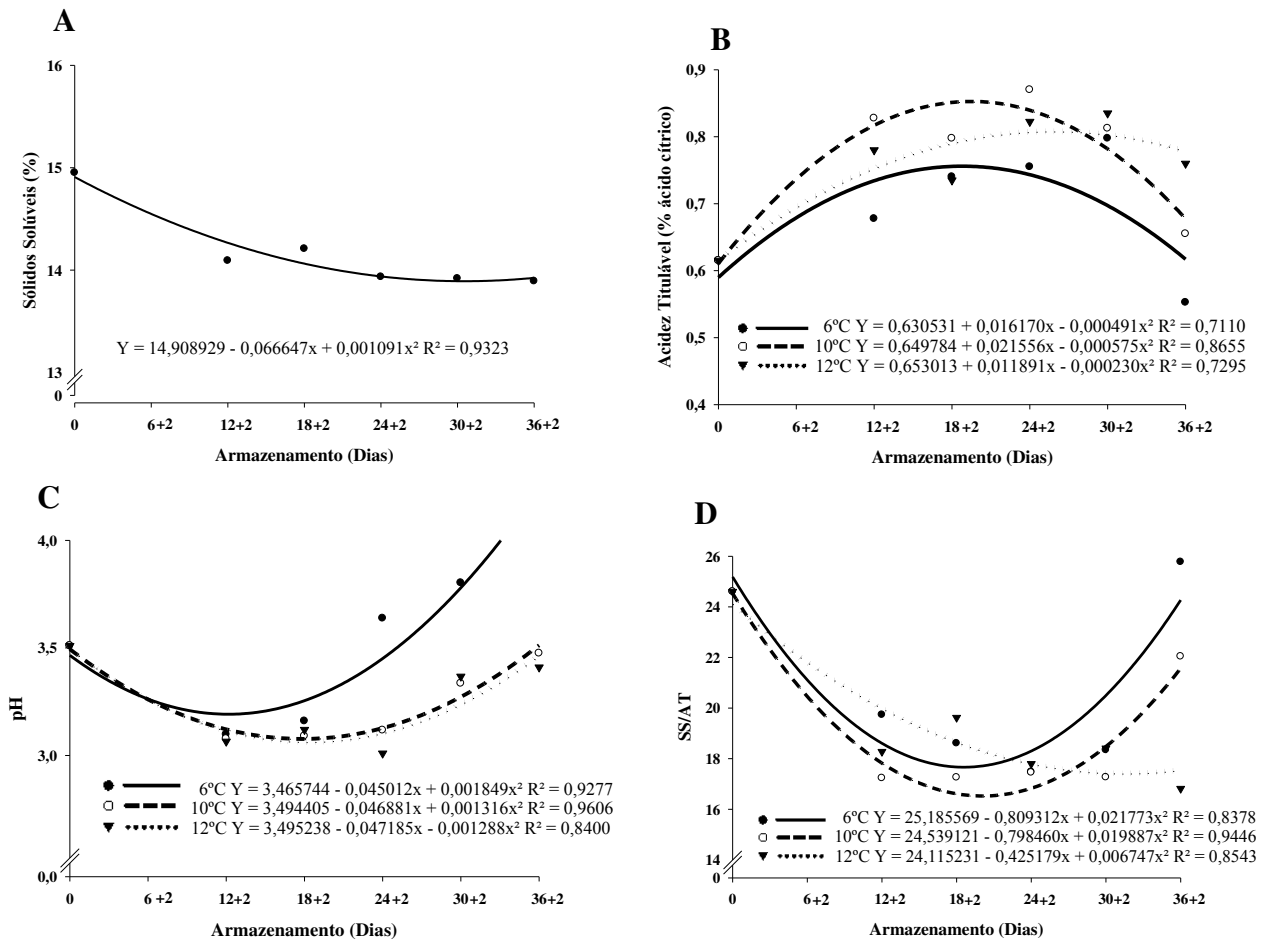 A
16
15
14
13
0
Sólidos Solúveis (%)
Y = 14,908929 - 0,066647x + 0,001091x² R² = 0,9323
0 6+2 12+2 18+2 24+2 30+2 36+2
Armazenamento (Dias)
B
0,9
0,8
0,7
0,6
0,5
0,4
Acidez Titulável (% ácido cítrico)
6ºC Y = 0,630531 + 0,016170x - 0,000491x² R² = 0,7110
10ºC Y = 0,649784 + 0,021556x - 0,000575x² R² = 0,8655
12ºC Y = 0,653013 + 0,011891x - 0,000230x² R² = 0,7295
0 6+2 12+2 18+2 24+2 30+2 36+2
Armazenamento (Dias)
C
4,0
3,5
3,0
0,0
pH
6ºC Y = 3,465744 - 0,045012x + 0,001849x² R² = 0,9277
10ºC Y = 3,494405 - 0,046881x + 0,001316x² R² = 0,9606
12ºC Y = 3,495238 - 0,047185x - 0,001288x² R² = 0,8400
0 6+2 12+2 18+2 24+2 30+2 36+2
Armazenamento (Dias)
D
26
24
22
20
18
16
14
0
SS/AT
6ºC Y = 25,185569 - 0,809312x + 0,021773x² R² = 0,8378
10ºC Y = 24,539121 - 0,798460x + 0,019887x² R² = 0,9446
12ºC Y = 24,115231 - 0,425179x + 0,006747x² R² = 0,8543
0 6+2 12+2 18+2 24+2 30+2 36+2
Armazenamento (Dias)